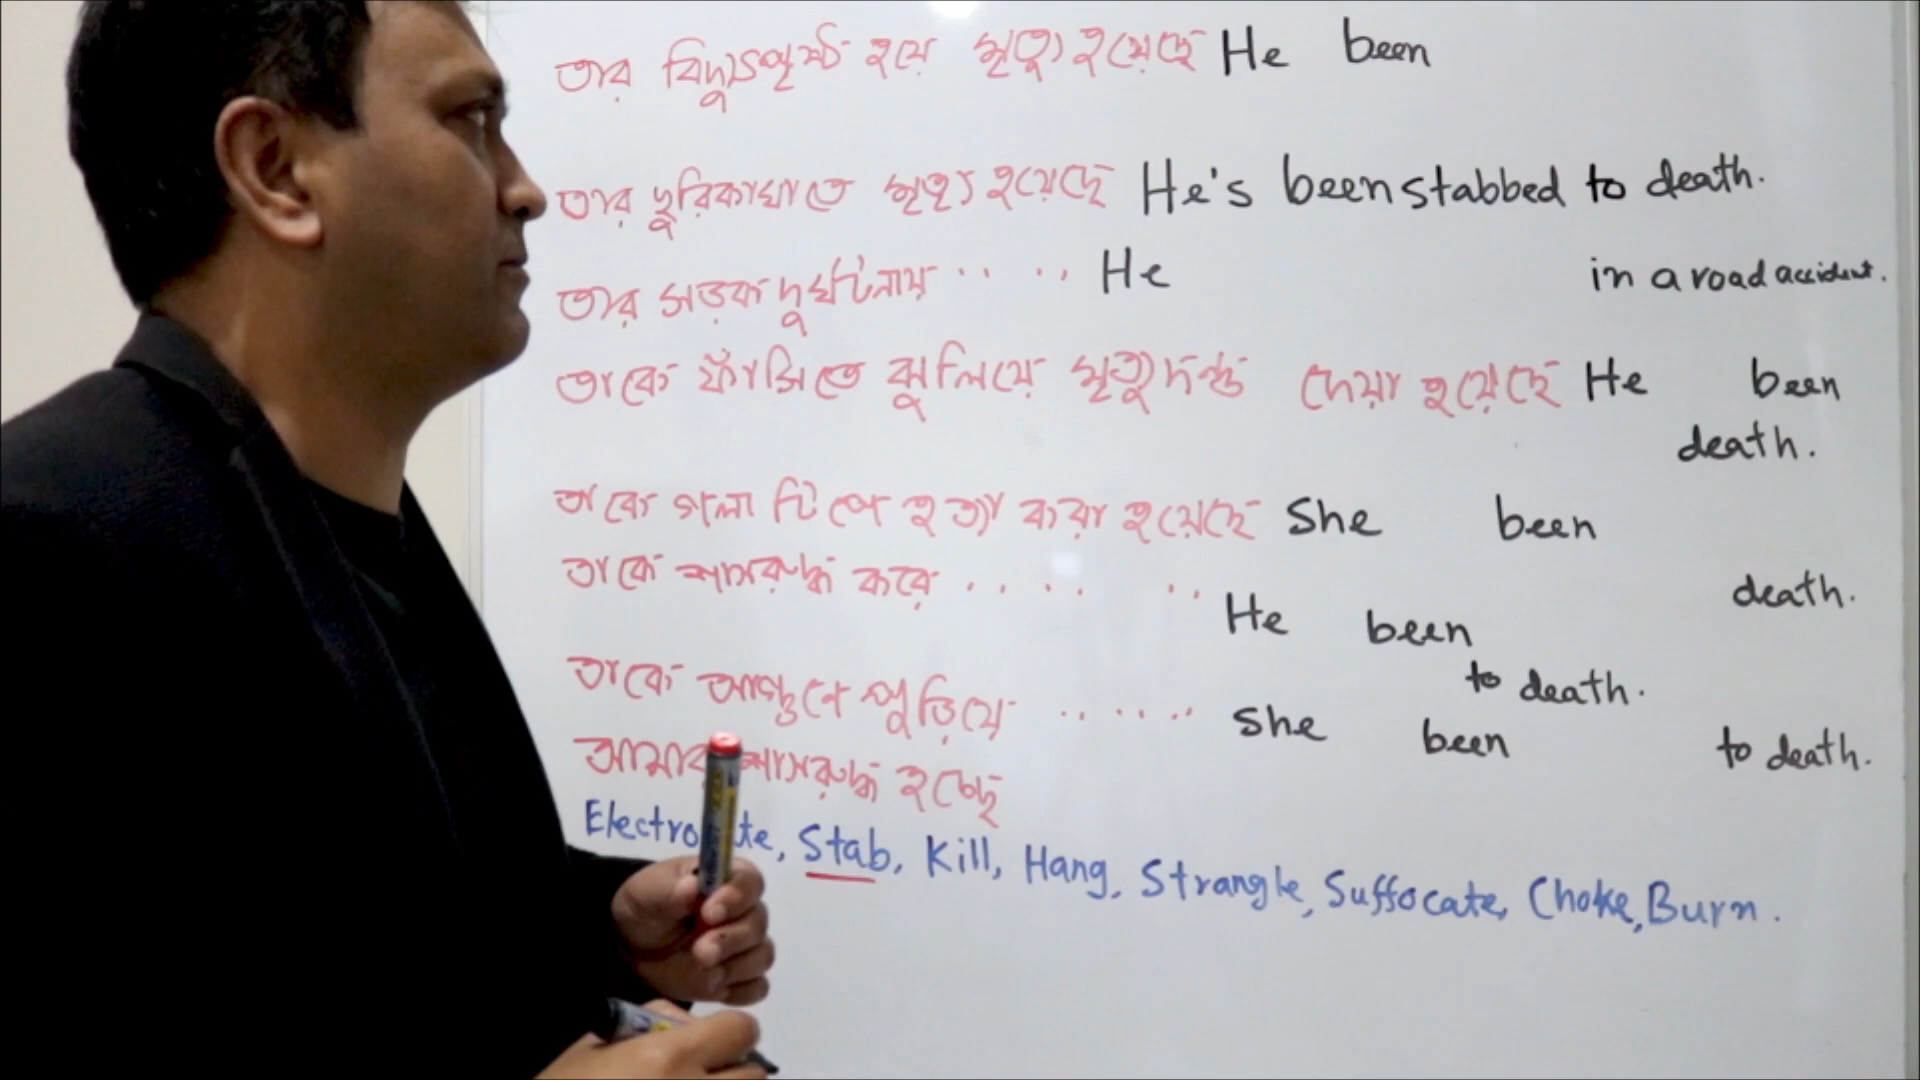 তার বিদ্যুৎস্পৃষ্ট হয়ে মৃত্যু হয়েছে He been
তার ছুরিকাঘাতে মৃত্যু হয়েছে He's been stabbed to death.
তার সড়ক দুর্ঘটনায় .. .. He in a road accident.
তাকে ফাঁসিতে ঝুলিয়ে মৃত্যুদন্ড দেয়া হয়েছে He been
death.
তাকে গলা টিপে হত্যা করা হয়েছে She been
তাকে শ্বাসরুদ্ধ করে . . . . .. death.
He been
to death.
তাকে আগুনে পুড়িয়ে .. .. .. She been to death.
শ্বাসরুদ্ধ হচ্ছে
Stab, Kill, Hang, Strangle, Suffocate, Choke, Burn.